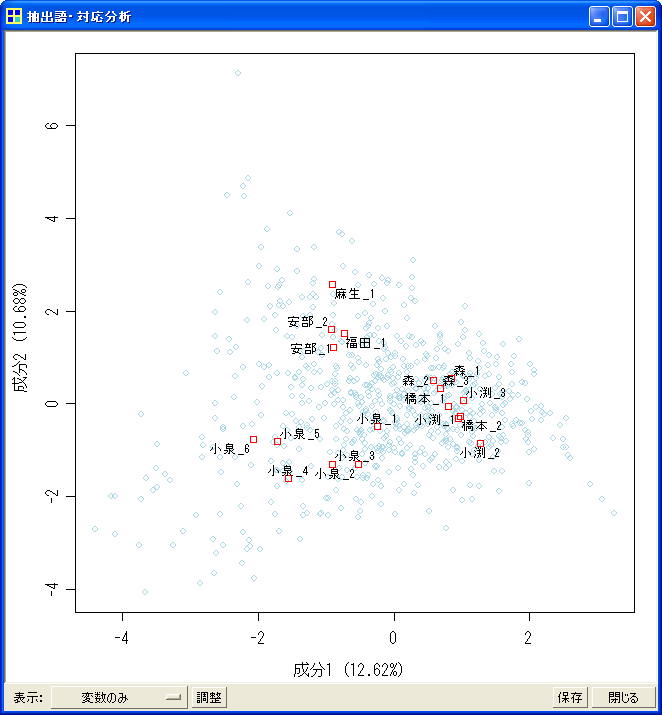 抽出語・対応分析
成分2 (10.68%)
6
4
2
0
-2
-4
麻生_1
安部_2
福田_1
安部_1
森_1
森_2
森_3
小渕_3
橋本_1
小泉_1
小渕_1
橋本_2
小泉_5
小泉_6
小渕_2
小泉_3
小泉_4
小泉_2
-4
-2
0
2
成分1 (12.62%)
表示: 変数のみ 調整 保存 閉じる